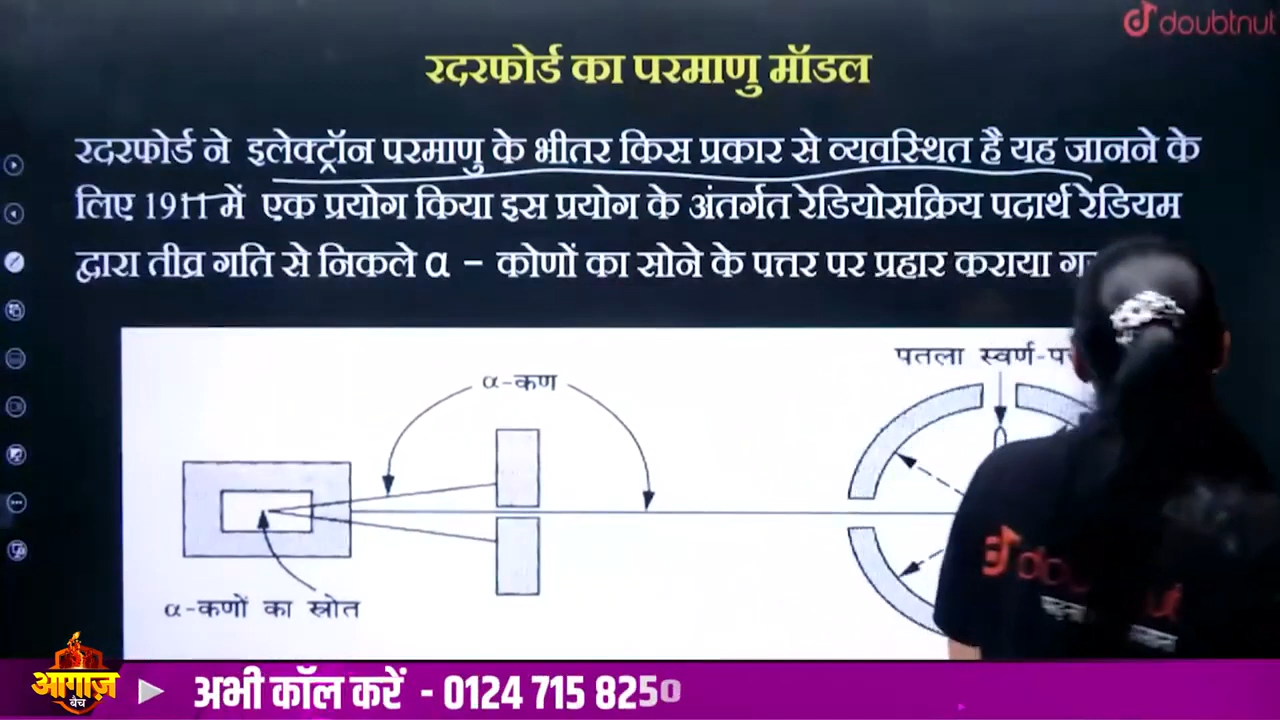 doubtnut
रदरफोर्ड का परमाणु मॉडल
रदरफोर्ड ने इलेक्ट्रॉन परमाणु के भीतर किस प्रकार से व्यवस्थित है यह जानने के
लिए 1911 में एक प्रयोग किया इस प्रयोग के अंतर्गत रेडियोसक्रिय पदार्थ रेडियम
द्वारा तीव्र गति से निकले α – कोणों का सोने के पत्तर पर प्रहार कराया
पतला स्वर्ण-
α-कण
α-कणों का स्रोत
आगाज़
बैच
अभी कॉल करें - 0124 715 8250